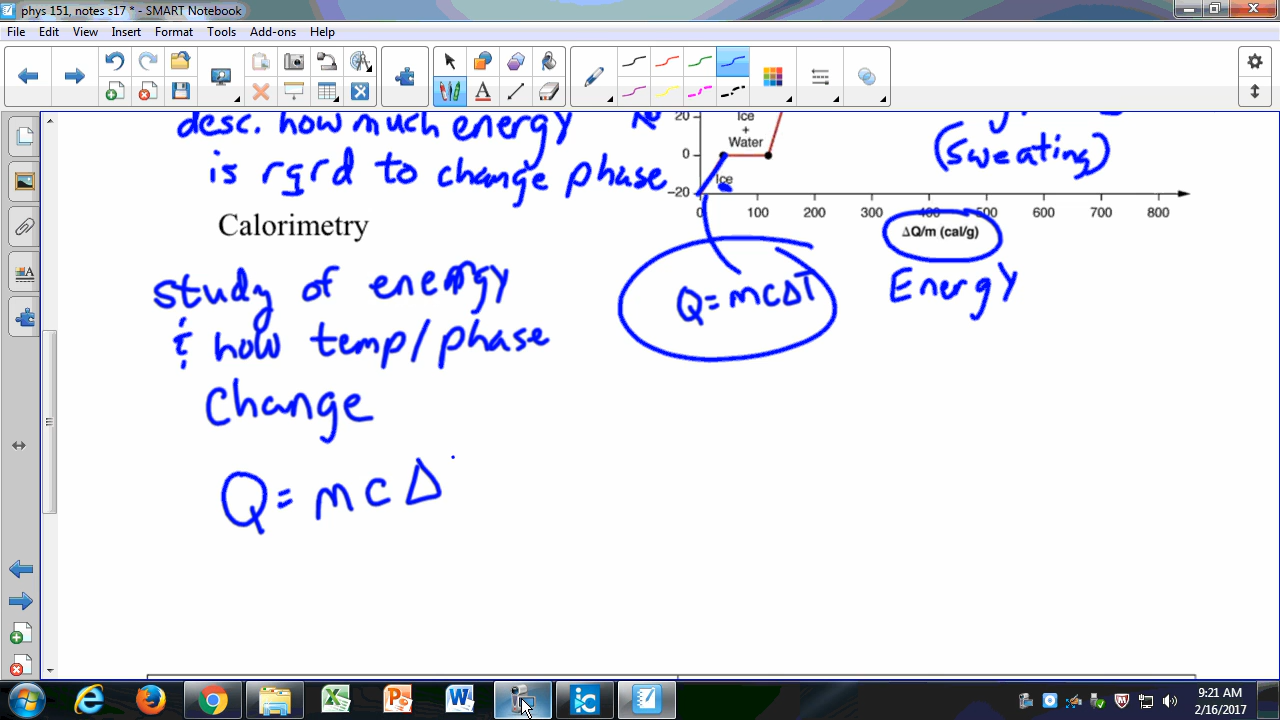 phys 151, notes s17 * - SMART Notebook
File Edit View Insert Format Tools Add-ons Help
desc. how much energy
is rqrd to change phase
Calorimetry
study of energy
& how temp/phase
change
Q = mc Δ
20
0
-20
Ice
+
Water
Ice
0 100 200 300 400 500 600 700 800
ΔQ/m (cal/g)
Energy
Q = mcΔT
(sweating)
9:21 AM
2/16/2017